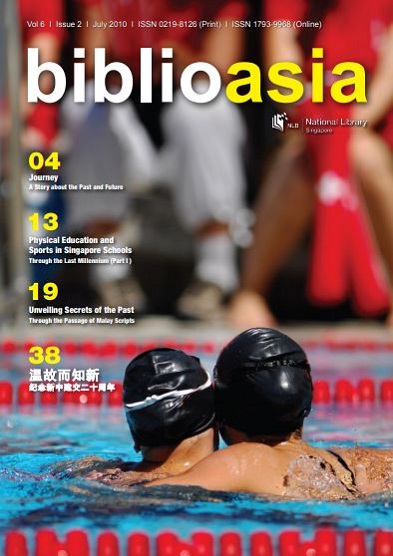 Vol 6 | Issue 2 | July 2010 | ISSN 0219-8126 (Print) | ISSN 1793-9968 (Online)
biblioasia
NLB National Library
Singapore
04
Journey
A Story about the Past and Future
13
Physical Education and
Sports in Singapore Schools
Through the Last Millennium (Part I)
19
Unveiling Secrets of the Past
Through the Passage of Malay Scripts
38
温故而知新
纪念新中建交二十周年